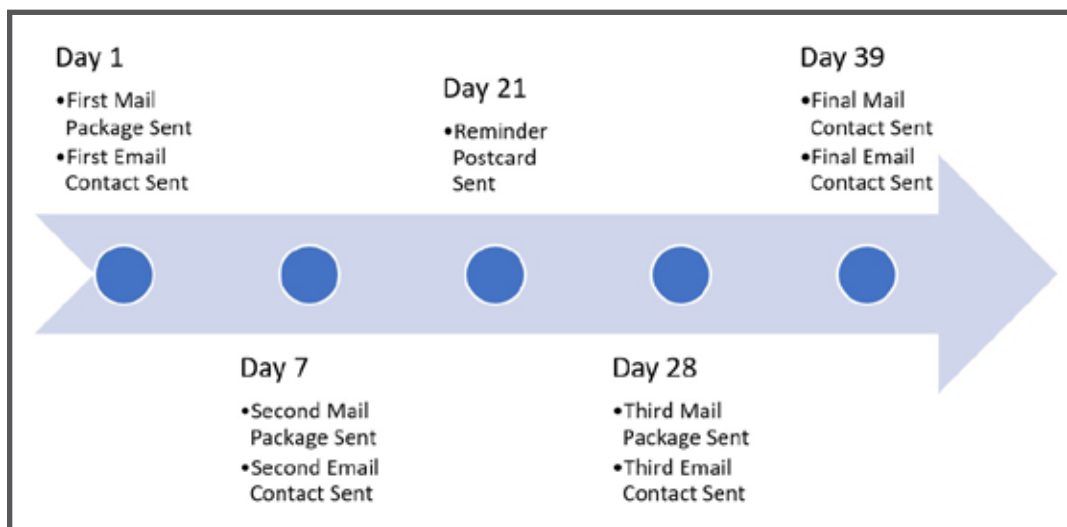 Day 1
•First Mail
Package Sent
•First Email
Contact Sent
Day 7
•Second Mail
Package Sent
•Second Email
Contact Sent
Day 21
•Reminder
Postcard
Sent
Day 28
•Third Mail
Package Sent
•Third Email
Contact Sent
Day 39
•Final Mail
Contact Sent
•Final Email
Contact Sent